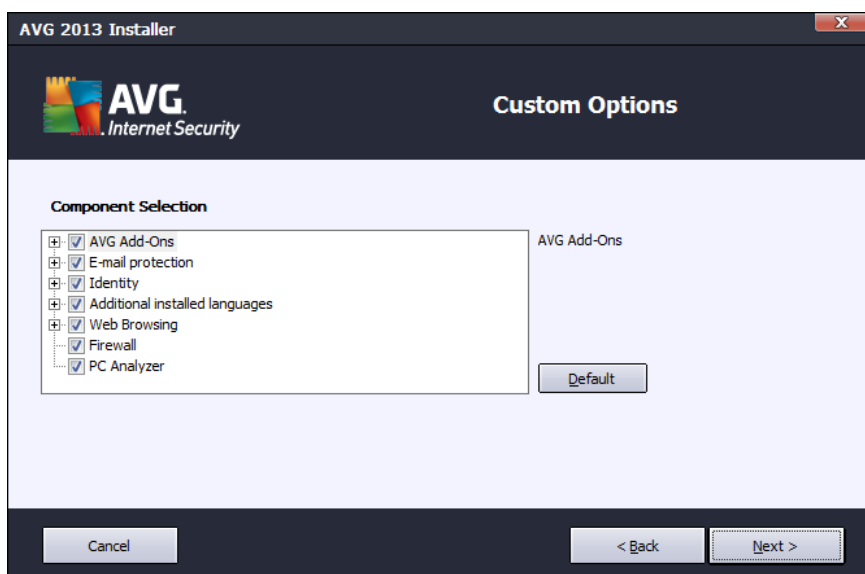 AVG 2013 Installer
X
AVG.
Internet Security
Custom Options
Component Selection
AVG Add-Ons
E-mail protection
Identity
Additional installed languages
Web Browsing
Firewall
PC Analyzer
AVG Add-Ons
Default
Cancel
< Back
Next >